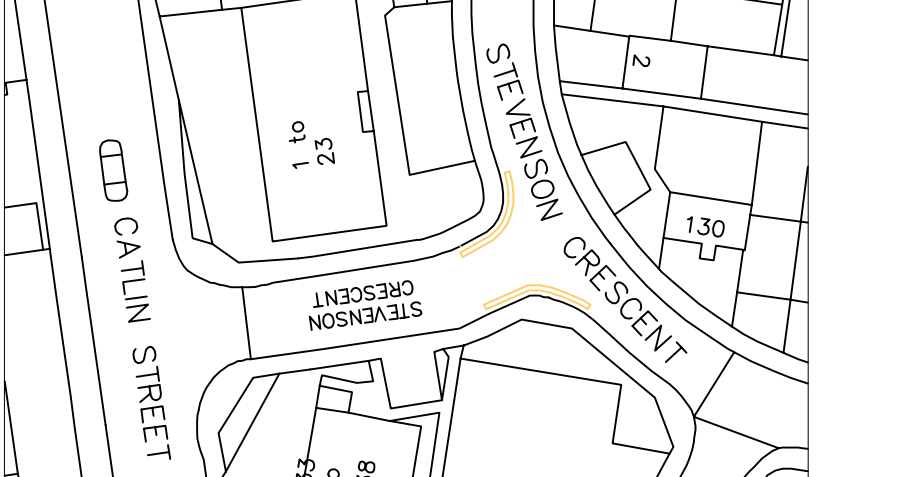 2
STEVENSON CRESCENT
1 to
23
130
CATLIN STREET
STEVENSON
CRESCENT